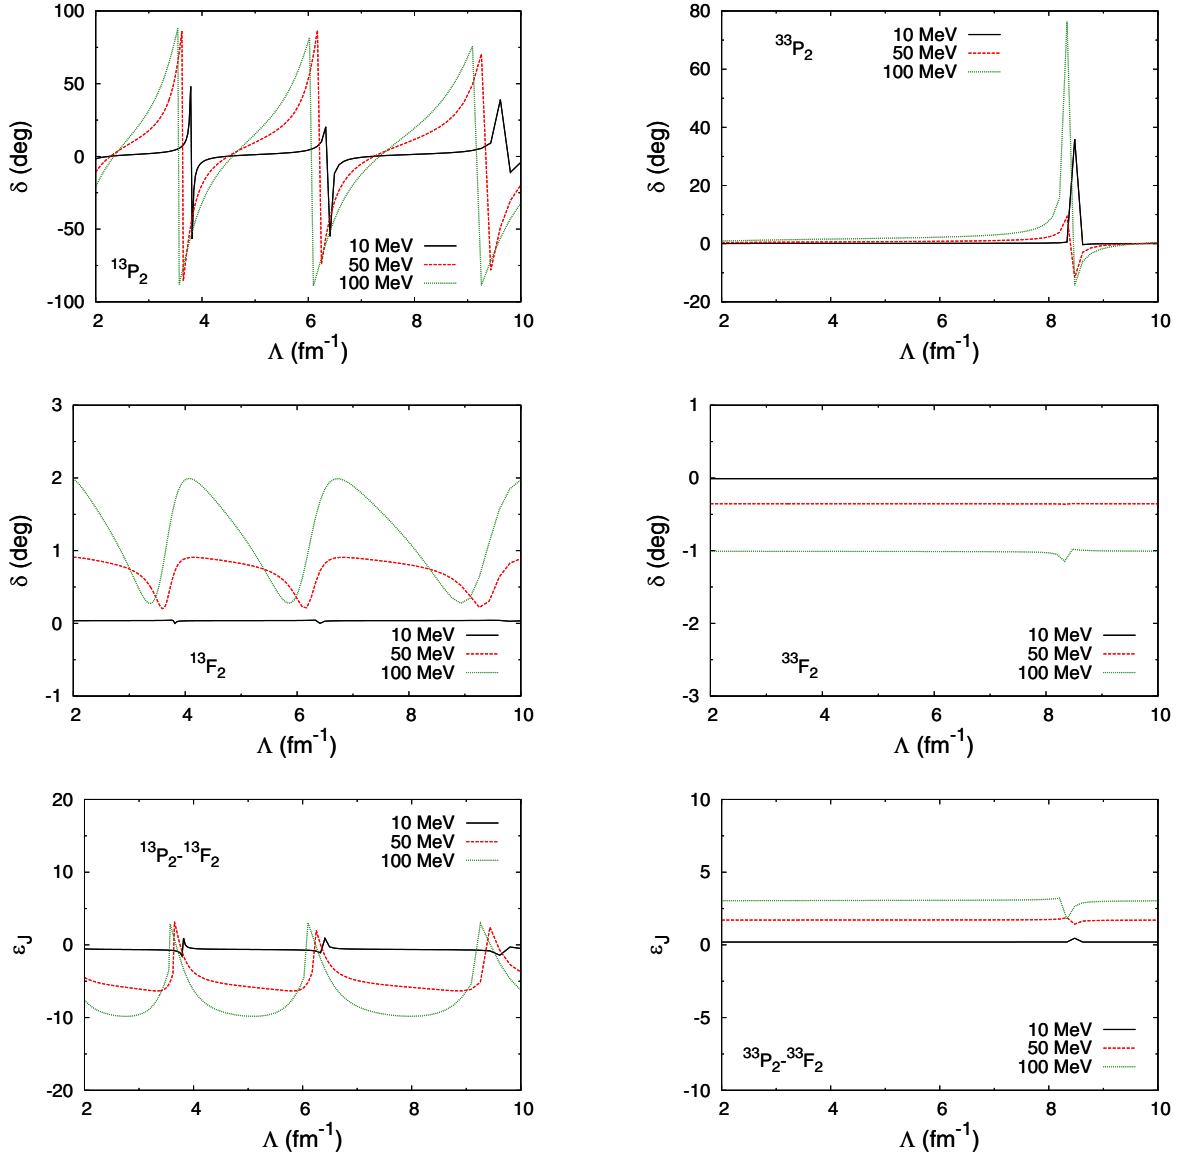 100
50
0
-50
-100
δ (deg)
¹³P₂
10 MeV
50 MeV
100 MeV
2 4 6 8 10
Λ (fm⁻¹)
80
60
40
20
0
-20
δ (deg)
³³P₂
10 MeV
50 MeV
100 MeV
2 4 6 8 10
Λ (fm⁻¹)
3
2
1
0
-1
δ (deg)
¹³F₂
10 MeV
50 MeV
100 MeV
2 4 6 8 10
Λ (fm⁻¹)
1
0
-1
-2
-3
δ (deg)
³³F₂
10 MeV
50 MeV
100 MeV
2 4 6 8 10
Λ (fm⁻¹)
20
10
0
-10
-20
ε_J
¹³P₂-¹³F₂
10 MeV
50 MeV
100 MeV
2 4 6 8 10
Λ (fm⁻¹)
10
5
0
-5
-10
ε_J
³³P₂-³³F₂
10 MeV
50 MeV
100 MeV
2 4 6 8 10
Λ (fm⁻¹)